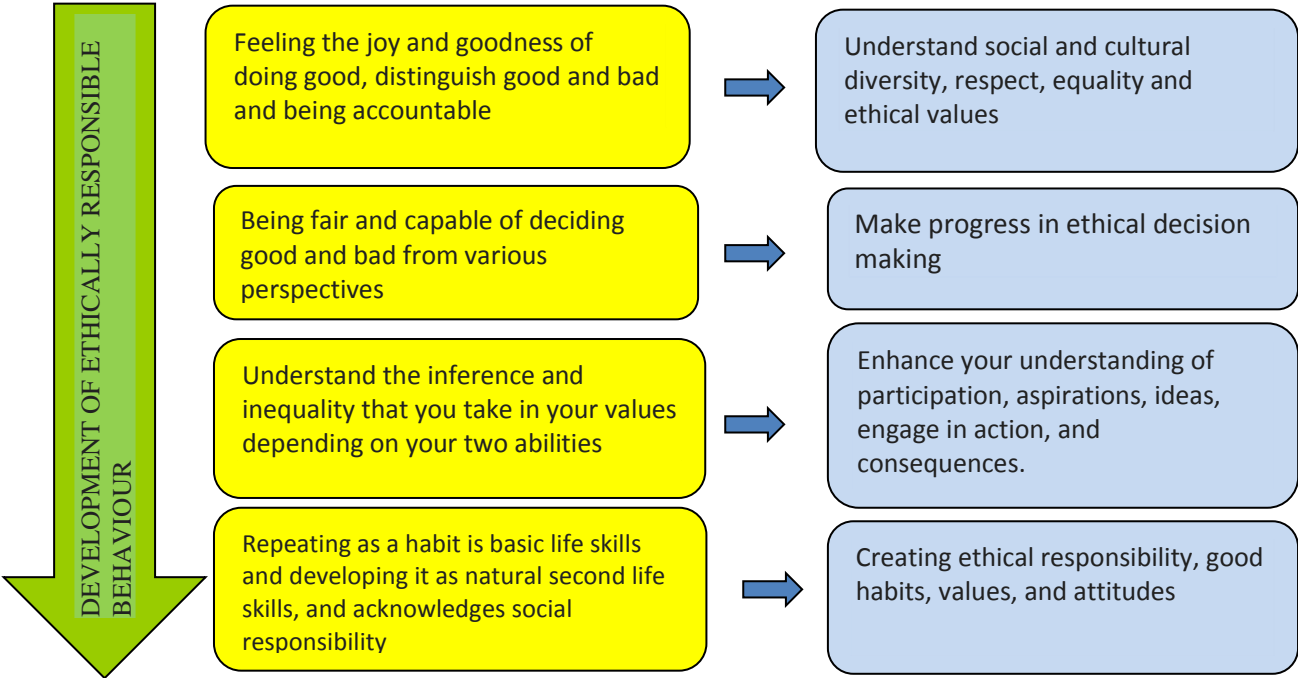 DEVELOPMENT OF ETHICALLY RESPONSIBLE
BEHAVIOUR
Feeling the joy and goodness of
doing good, distinguish good and bad
and being accountable
Understand social and cultural
diversity, respect, equality and
ethical values
Being fair and capable of deciding
good and bad from various
perspectives
Make progress in ethical decision
making
Understand the inference and
inequality that you take in your values
depending on your two abilities
Enhance your understanding of
participation, aspirations, ideas,
engage in action, and
consequences.
Repeating as a habit is basic life skills
and developing it as natural second life
skills, and acknowledges social
responsibility
Creating ethical responsibility, good
habits, values, and attitudes